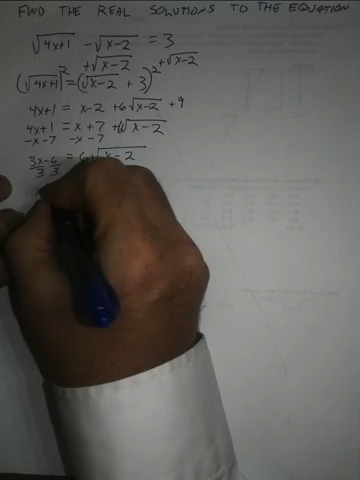 FIND THE REAL SOLUTIONS TO THE EQUATION
√4x+1 - √x-2 = 3
+√x-2 +√x-2
(√4x+1)² = (√x-2 + 3)²
4x+1 = x-2 + 6√x-2 + 9
4x+1 = x+7 + 6√x-2
-x-7 -x-7
3x-6 = 6√x-2
3 3